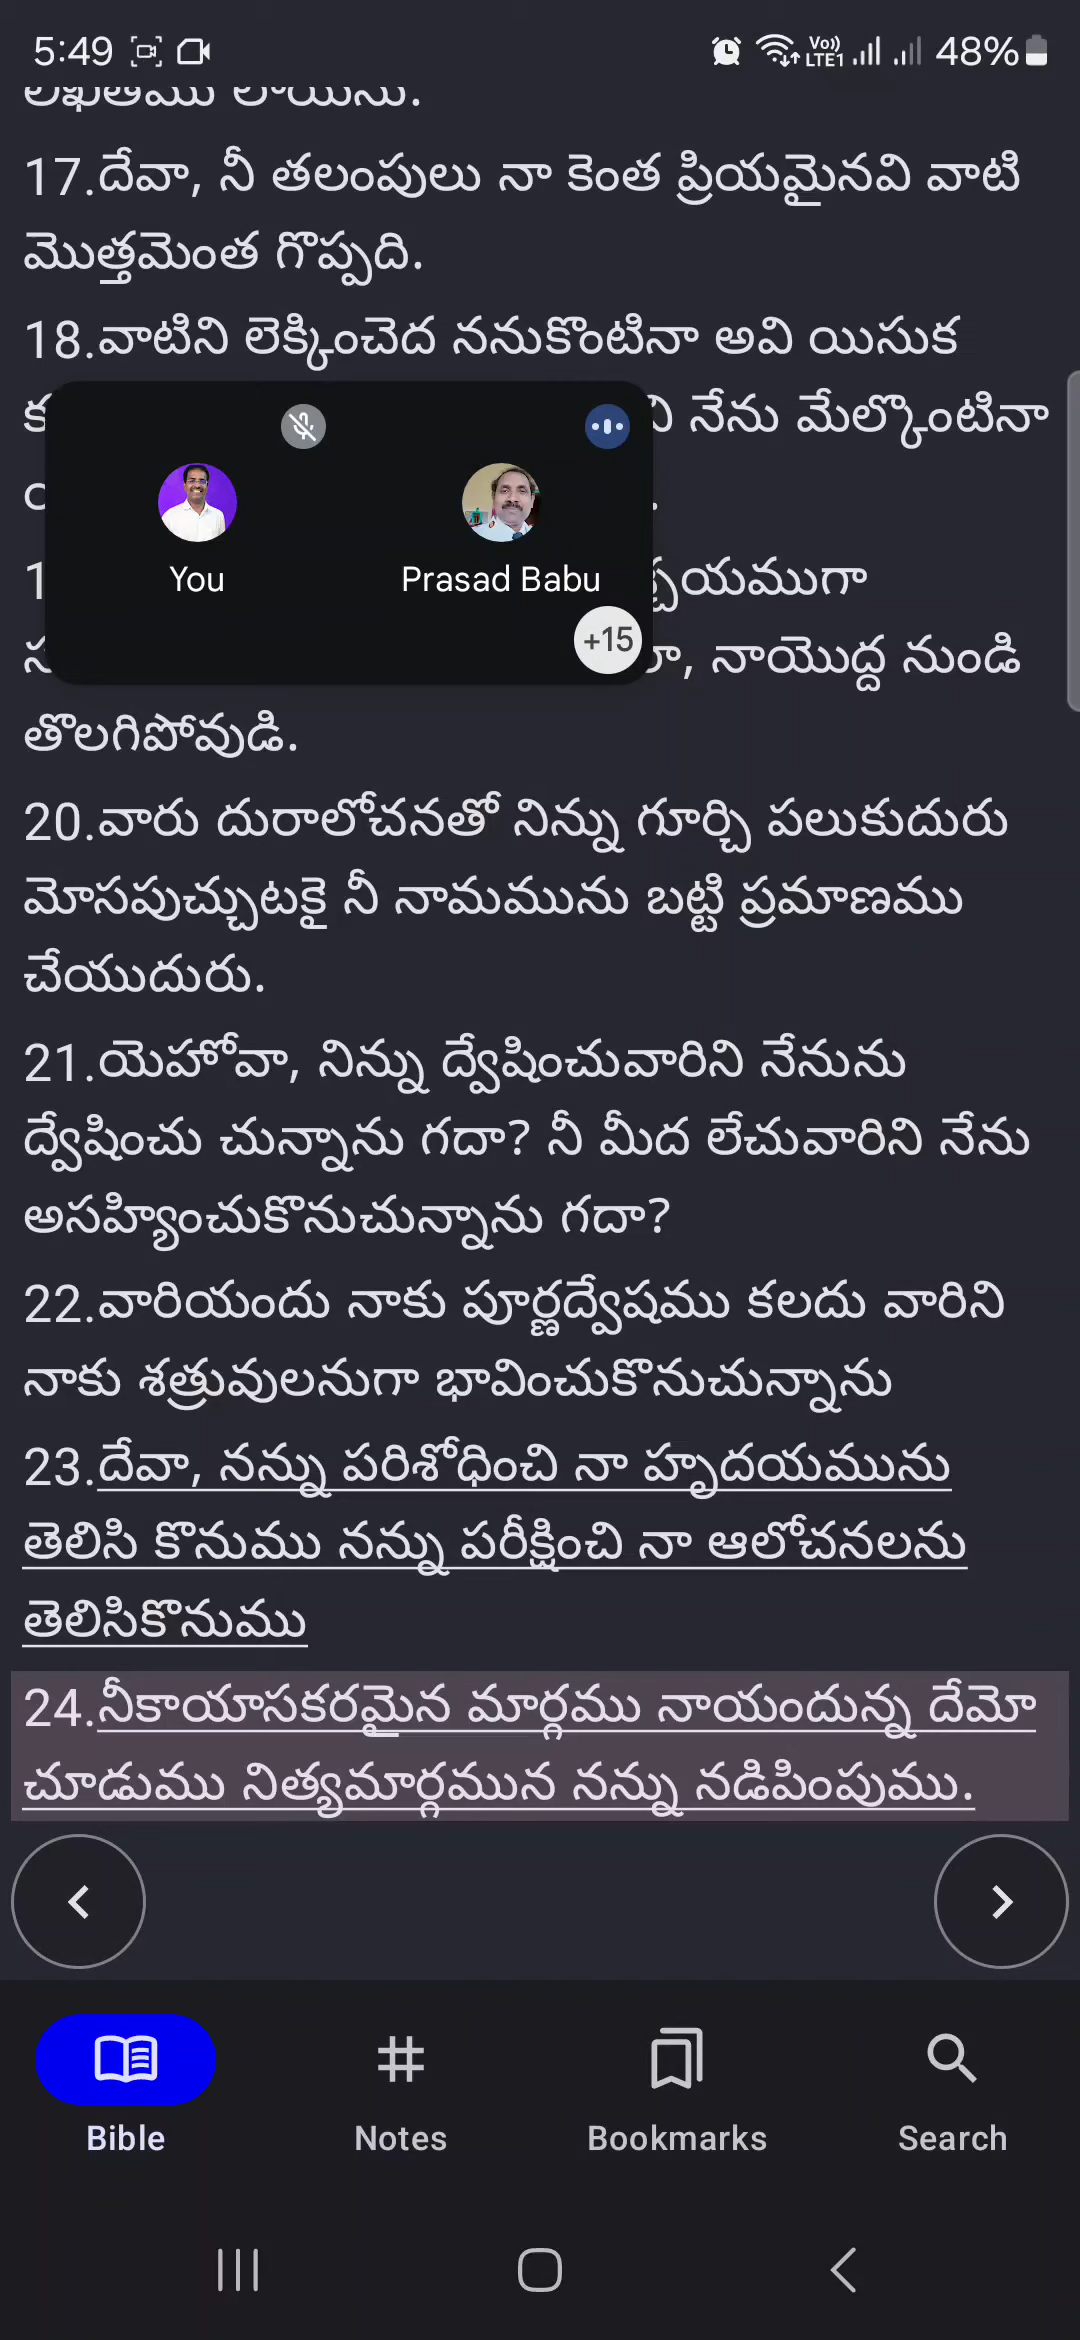 5:49
Vo)) LTE1 48%
17.దేవా, నీ తలంపులు నా కెంత ప్రియమైనవి వాటి
మొత్తమెంత గొప్పది.
18.వాటిని లెక్కించెద ననుకొంటినా అవి యిసుక
నేను మేల్కొంటినా
You
Prasad Babu
+15
నాయొద్ద నుండి
తొలగిపోవుడి.
20.వారు దురాలోచనతో నిన్ను గూర్చి పలుకుదురు
మోసపుచ్చుటకై నీ నామమును బట్టి ప్రమాణము
చేయుదురు.
21.యెహోవా, నిన్ను ద్వేషించువారిని నేనును
ద్వేషించు చున్నాను గదా? నీ మీద లేచువారిని నేను
అసహ్యించుకొనుచున్నాను గదా?
22.వారియందు నాకు పూర్ణద్వేషము కలదు వారిని
నాకు శత్రువులనుగా భావించుకొనుచున్నాను
23.దేవా, నన్ను పరిశోధించి నా హృదయమును
తెలిసి కొనుము నన్ను పరీక్షించి నా ఆలోచనలను
తెలిసికొనుము
24.నీకాయాసకరమైన మార్గము నాయందున్న దేమో
చూడుము నిత్యమార్గమున నన్ను నడిపింపుము.
Bible
Notes
Bookmarks
Search